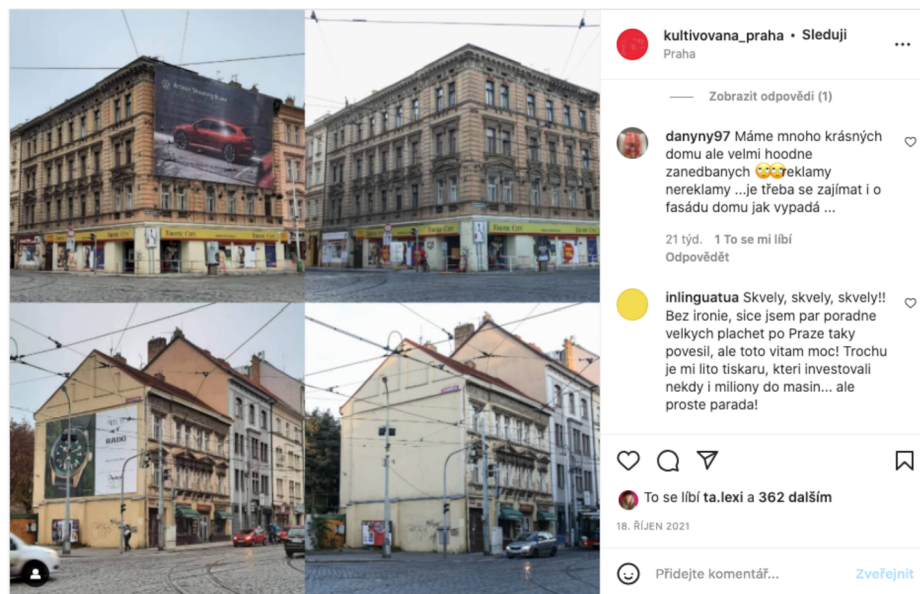 kultivovana_praha • Sleduji
Praha
Zobrazit odpovědi (1)
danyny97 Máme mnoho krásných
domu ale velmi hoodne
zanedbanych 🙄🙄reklamy
nereklamy ...je třeba se zajímat i o
fasádu domu jak vypadá ...
21 týd. 1 To se mi líbí
Odpovědět
inlinguatua Skvely, skvely, skvely!!
Bez ironie, sice jsem par poradne
velkych plachet po Praze taky
povesil, ale toto vitam moc! Trochu
je mi lito tiskaru, kteri investovali
nekdy i miliony do masin... ale
proste parada!
To se líbí ta.lexi a 362 dalším
18. ŘÍJEN 2021
Přidejte komentář...
Zveřejnit
RADO